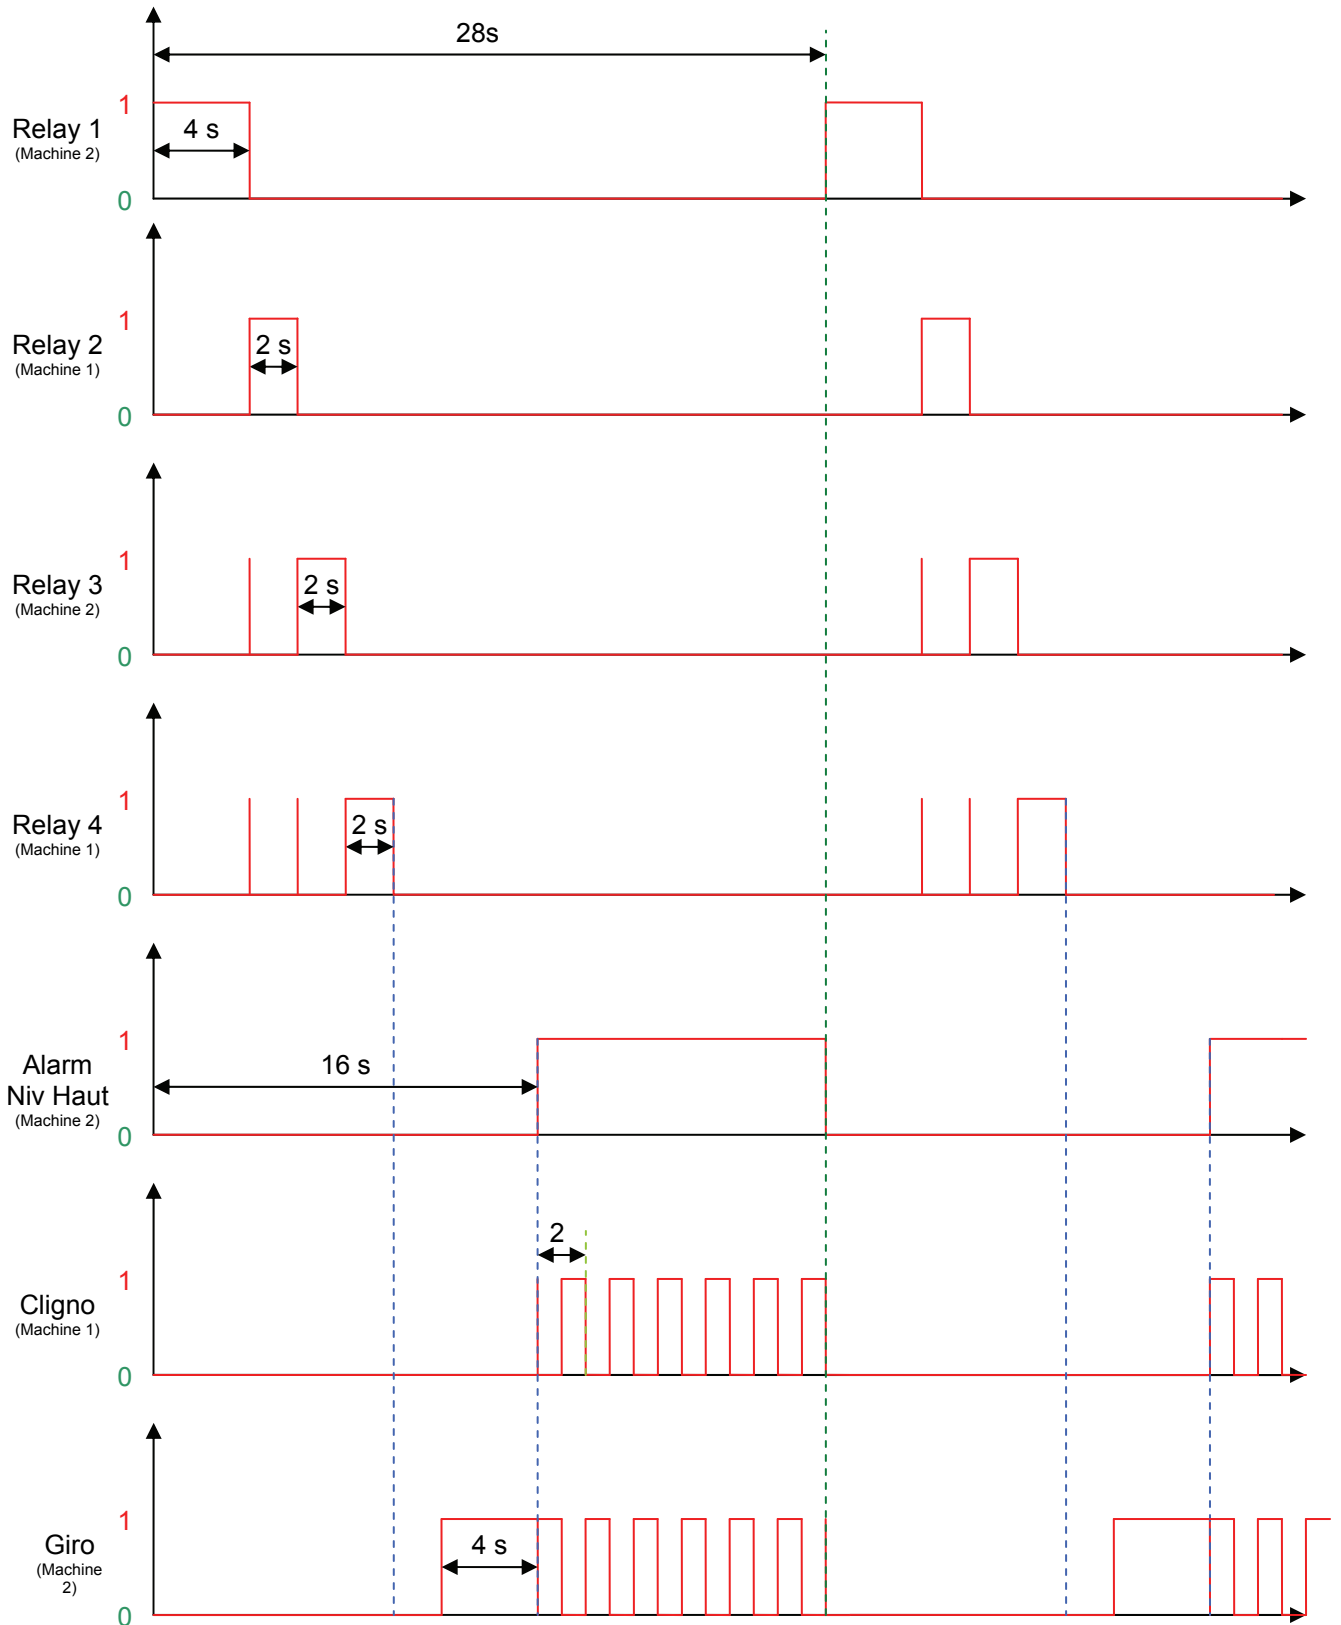 28s
1
Relay 1
(Machine 2)
4 s
0
1
Relay 2
(Machine 1)
2 s
0
1
Relay 3
(Machine 2)
2 s
0
1
Relay 4
(Machine 1)
2 s
0
1
Alarm
Niv Haut
(Machine 2)
16 s
0
2
1
Cligno
(Machine 1)
0
1
Giro
(Machine
2)
4 s
0